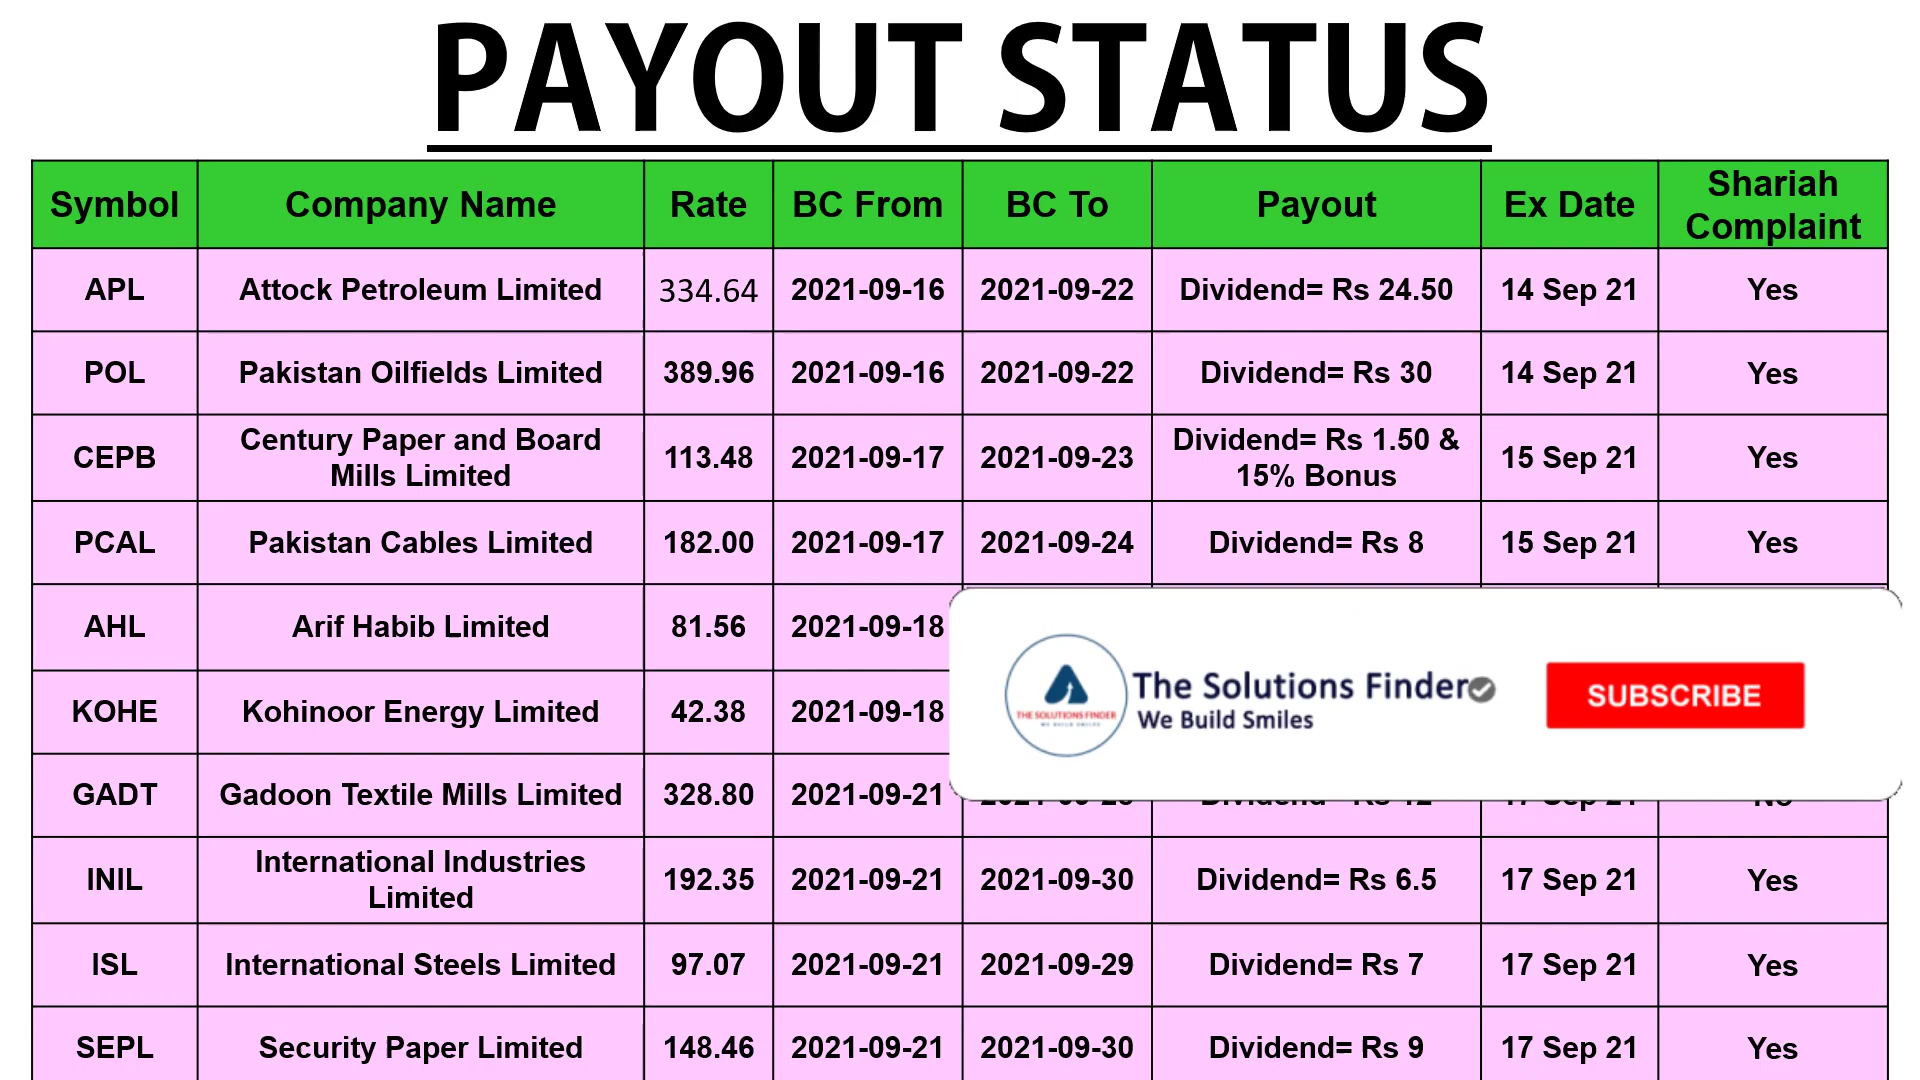 PAYOUT STATUS
Symbol Company Name Rate BC From BC To Payout Ex Date Shariah Complaint
APL Attock Petroleum Limited 334.64 2021-09-16 2021-09-22 Dividend= Rs 24.50 14 Sep 21 Yes
POL Pakistan Oilfields Limited 389.96 2021-09-16 2021-09-22 Dividend= Rs 30 14 Sep 21 Yes
CEPB Century Paper and Board Mills Limited 113.48 2021-09-17 2021-09-23 Dividend= Rs 1.50 & 15% Bonus 15 Sep 21 Yes
PCAL Pakistan Cables Limited 182.00 2021-09-17 2021-09-24 Dividend= Rs 8 15 Sep 21 Yes
AHL Arif Habib Limited 81.56 2021-09-18
KOHE Kohinoor Energy Limited 42.38 2021-09-18
THE SOLUTIONS FINDER
WE BUILD SMILES
The Solutions Finder
We Build Smiles
SUBSCRIBE
GADT Gadoon Textile Mills Limited 328.80 2021-09-21
INIL International Industries Limited 192.35 2021-09-21 2021-09-30 Dividend= Rs 6.5 17 Sep 21 Yes
ISL International Steels Limited 97.07 2021-09-21 2021-09-29 Dividend= Rs 7 17 Sep 21 Yes
SEPL Security Paper Limited 148.46 2021-09-21 2021-09-30 Dividend= Rs 9 17 Sep 21 Yes